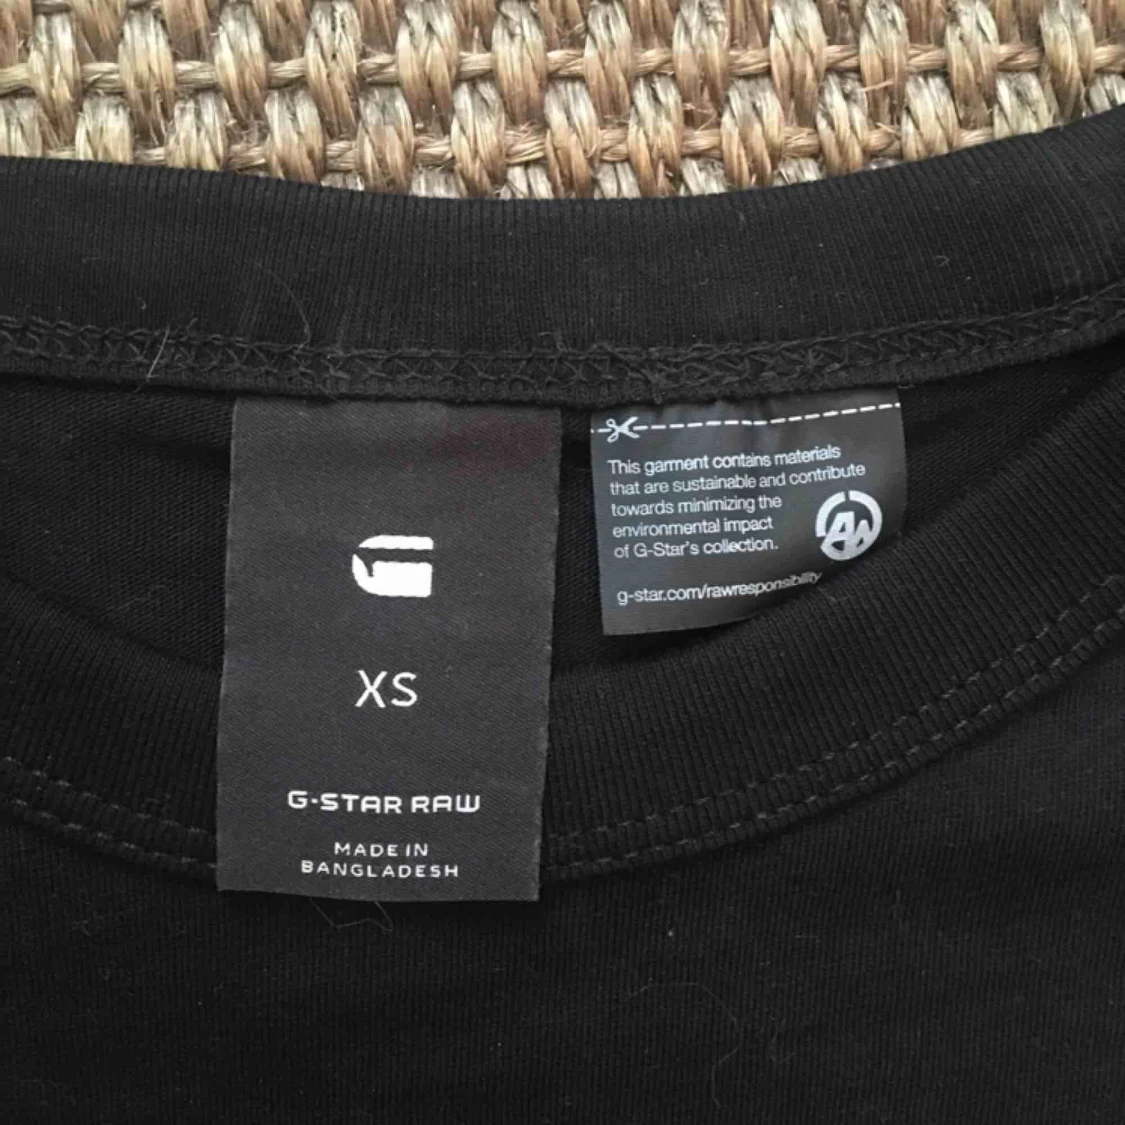 XS
G-STAR RAW
MADE IN
BANGLADESH
This garment contains materials
that are sustainable and contribute
towards minimizing the
environmental impact
of G-Star's collection.
g-star.com/rawresponsibility